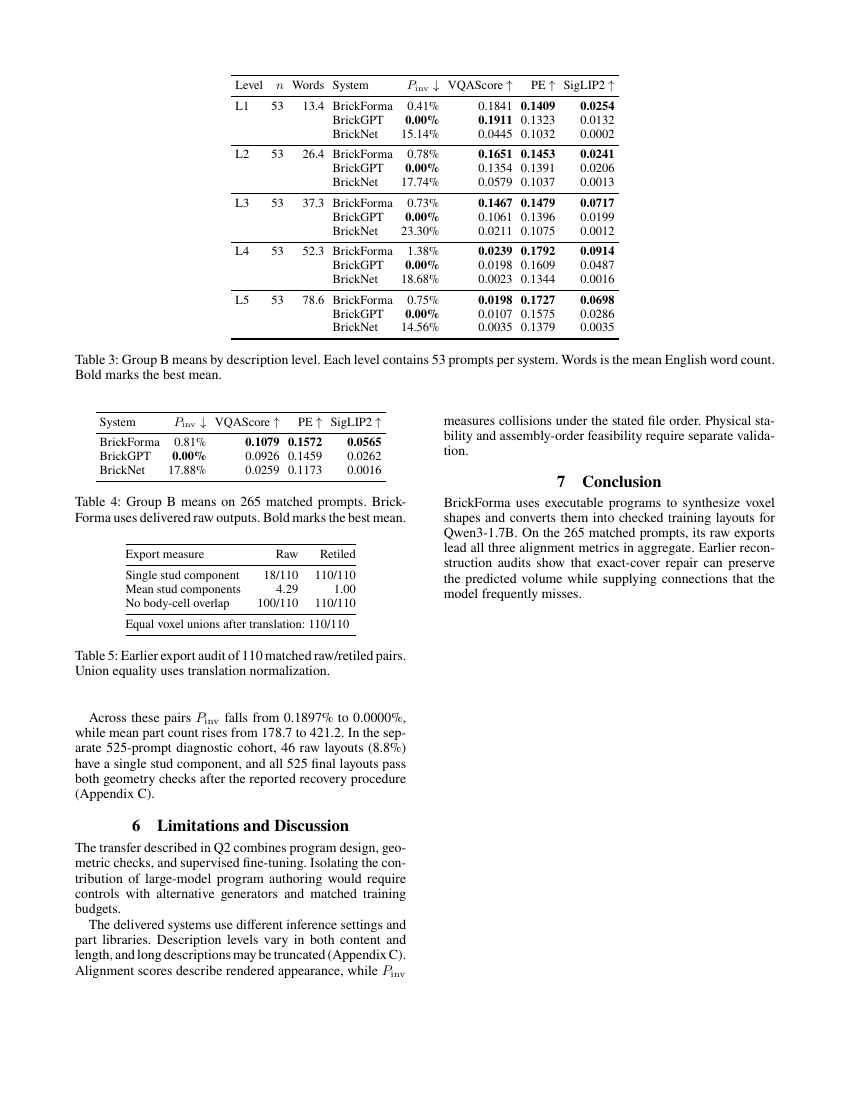 Level n Words System Pinv ↓ VQAScore ↑ PE ↑ SigLIP2 ↑
L1 53 13.4 BrickForma 0.41% 0.1841 0.1409 0.0254
BrickGPT 0.00% 0.1911 0.1323 0.0132
BrickNet 15.14% 0.0445 0.1032 0.0002
L2 53 26.4 BrickForma 0.78% 0.1651 0.1453 0.0241
BrickGPT 0.00% 0.1354 0.1391 0.0206
BrickNet 17.74% 0.0579 0.1037 0.0013
L3 53 37.3 BrickForma 0.73% 0.1467 0.1479 0.0717
BrickGPT 0.00% 0.1061 0.1396 0.0199
BrickNet 23.30% 0.0211 0.1075 0.0012
L4 53 52.3 BrickForma 1.38% 0.0239 0.1792 0.0914
BrickGPT 0.00% 0.0198 0.1609 0.0487
BrickNet 18.68% 0.0023 0.1344 0.0016
L5 53 78.6 BrickForma 0.75% 0.0198 0.1727 0.0698
BrickGPT 0.00% 0.0107 0.1575 0.0286
BrickNet 14.56% 0.0035 0.1379 0.0035
Table 3: Group B means by description level. Each level contains 53 prompts per system. Words is the mean English word count.
Bold marks the best mean.
System Pinv ↓ VQAScore ↑ PE ↑ SigLIP2 ↑
BrickForma 0.81% 0.1079 0.1572 0.0565
BrickGPT 0.00% 0.0926 0.1459 0.0262
BrickNet 17.88% 0.0259 0.1173 0.0016
Table 4: Group B means on 265 matched prompts. Brick-
Forma uses delivered raw outputs. Bold marks the best mean.
Export measure Raw Retiled
Single stud component 18/110 110/110
Mean stud components 4.29 1.00
No body-cell overlap 100/110 110/110
Equal voxel unions after translation: 110/110
Table 5: Earlier export audit of 110 matched raw/retiled pairs.
Union equality uses translation normalization.
Across these pairs Pinv falls from 0.1897% to 0.0000%,
while mean part count rises from 178.7 to 421.2. In the sep-
arate 525-prompt diagnostic cohort, 46 raw layouts (8.8%)
have a single stud component, and all 525 final layouts pass
both geometry checks after the reported recovery procedure
(Appendix C).
6 Limitations and Discussion
The transfer described in Q2 combines program design, geo-
metric checks, and supervised fine-tuning. Isolating the con-
tribution of large-model program authoring would require
controls with alternative generators and matched training
budgets.
The delivered systems use different inference settings and
part libraries. Description levels vary in both content and
length, and long descriptions may be truncated (Appendix C).
Alignment scores describe rendered appearance, while Pinv
measures collisions under the stated file order. Physical sta-
bility and assembly-order feasibility require separate valida-
tion.
7 Conclusion
BrickForma uses executable programs to synthesize voxel
shapes and converts them into checked training layouts for
Qwen3-1.7B. On the 265 matched prompts, its raw exports
lead all three alignment metrics in aggregate. Earlier recon-
struction audits show that exact-cover repair can preserve
the predicted volume while supplying connections that the
model frequently misses.